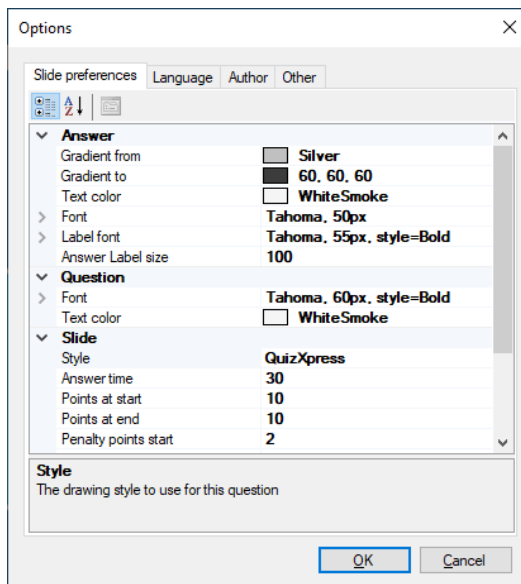 Options
Slide preferences Language Author Other
Answer
Gradient from Silver
Gradient to 60, 60, 60
Text color WhiteSmoke
Font Tahoma, 50px
Label font Tahoma, 55px, style=Bold
Answer Label size 100
Question
Font Tahoma, 60px, style=Bold
Text color WhiteSmoke
Slide
Style QuizXpress
Answer time 30
Points at start 10
Points at end 10
Penalty points start 2
Style
The drawing style to use for this question
OK Cancel